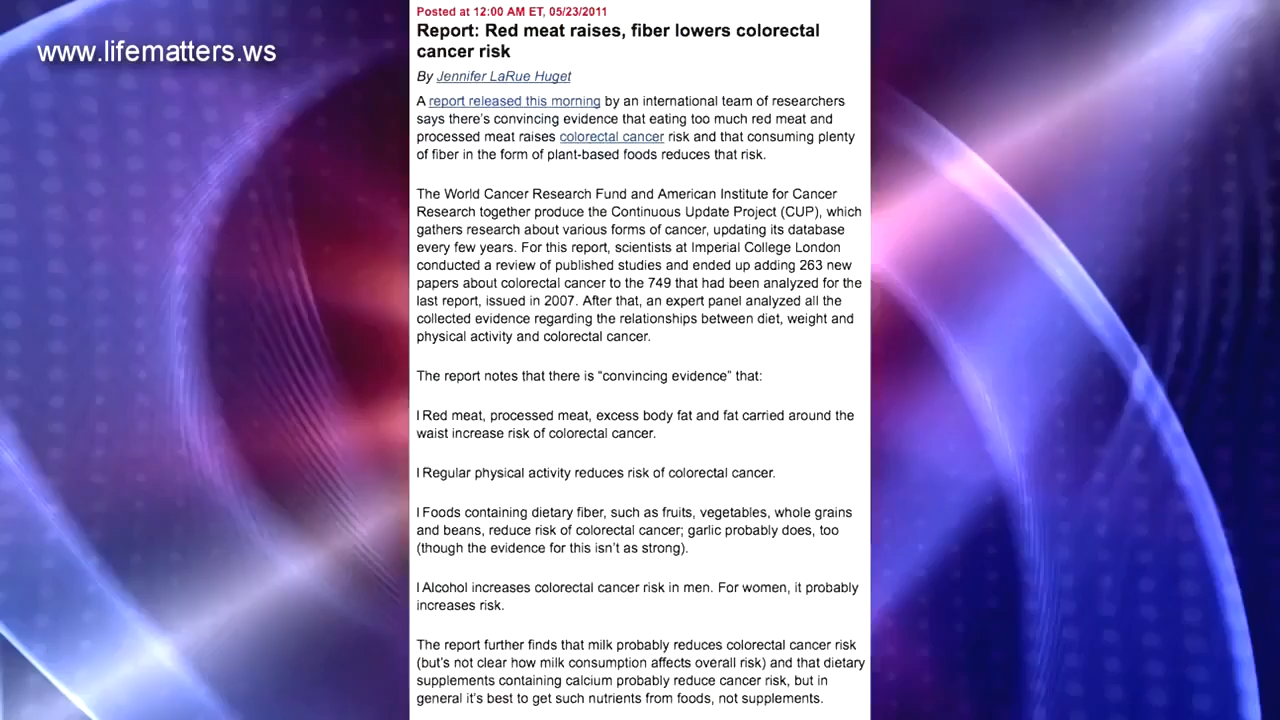 www.lifematters.ws
Posted at 12:00 AM ET, 05/23/2011
Report: Red meat raises, fiber lowers colorectal
cancer risk
By Jennifer LaRue Huget
A report released this morning by an international team of researchers
says there's convincing evidence that eating too much red meat and
processed meat raises colorectal cancer risk and that consuming plenty
of fiber in the form of plant-based foods reduces that risk.
The World Cancer Research Fund and American Institute for Cancer
Research together produce the Continuous Update Project (CUP), which
gathers research about various forms of cancer, updating its database
every few years. For this report, scientists at Imperial College London
conducted a review of published studies and ended up adding 263 new
papers about colorectal cancer to the 749 that had been analyzed for the
last report, issued in 2007. After that, an expert panel analyzed all the
collected evidence regarding the relationships between diet, weight and
physical activity and colorectal cancer.
The report notes that there is “convincing evidence” that:
l Red meat, processed meat, excess body fat and fat carried around the
waist increase risk of colorectal cancer.
l Regular physical activity reduces risk of colorectal cancer.
l Foods containing dietary fiber, such as fruits, vegetables, whole grains
and beans, reduce risk of colorectal cancer; garlic probably does, too
(though the evidence for this isn't as strong).
l Alcohol increases colorectal cancer risk in men. For women, it probably
increases risk.
The report further finds that milk probably reduces colorectal cancer risk
(but's not clear how milk consumption affects overall risk) and that dietary
supplements containing calcium probably reduce cancer risk, but in
general it's best to get such nutrients from foods, not supplements.